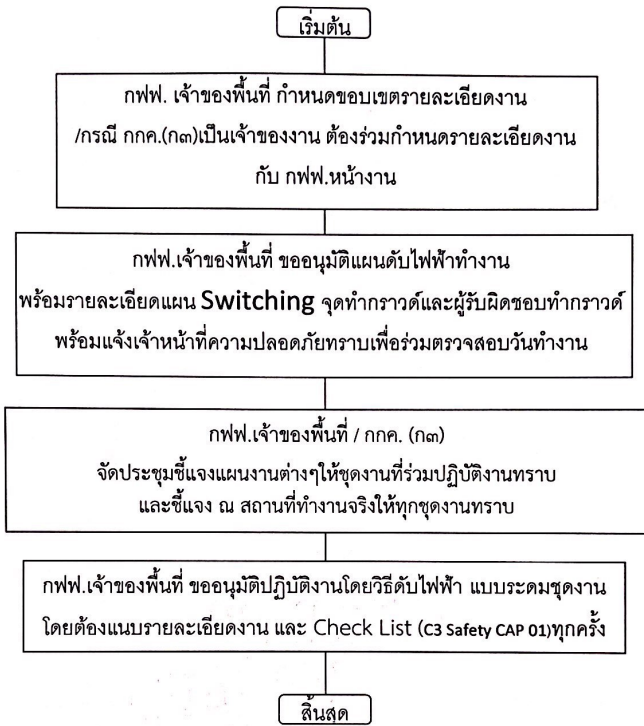 เริ่มต้น
กฟฟ. เจ้าของพื้นที่ กำหนดขอบเขตรายละเอียดงาน
/กรณี กกค.(ก๓)เป็นเจ้าของงาน ต้องร่วมกำหนดรายละเอียดงาน
กับ กฟฟ.หน้างาน
กฟฟ.เจ้าของพื้นที่ ขออนุมัติแผนดับไฟฟ้าทำงาน
พร้อมรายละเอียดแผน Switching จุดทำกราวด์และผู้รับผิดชอบทำกราวด์
พร้อมแจ้งเจ้าหน้าที่ความปลอดภัยทราบเพื่อร่วมตรวจสอบวันทำงาน
กฟฟ.เจ้าของพื้นที่ / กกค. (ก๓)
จัดประชุมชี้แจงแผนงานต่างๆให้ชุดงานที่ร่วมปฏิบัติงานทราบ
และชี้แจง ณ สถานที่ทำงานจริงให้ทุกชุดงานทราบ
กฟฟ.เจ้าของพื้นที่ ขออนุมัติปฏิบัติงานโดยวิธีดับไฟฟ้า แบบระดมชุดงาน
โดยต้องแนบรายละเอียดงาน และ Check List (C3 Safety CAP 01)ทุกครั้ง
สิ้นสุด